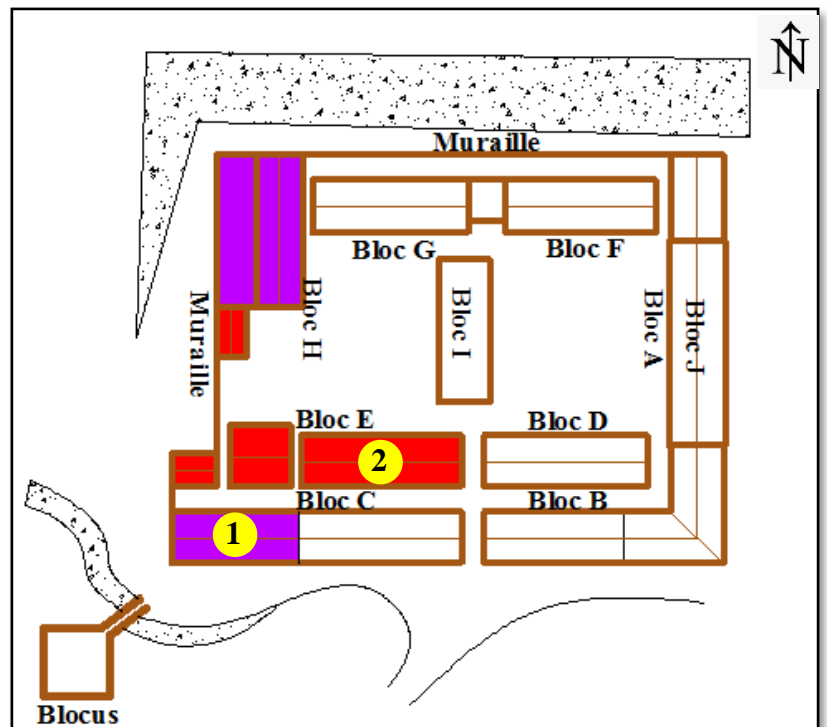 N
Muraille
Bloc G
Bloc F
Muraille
Bloc H
Bloc I
Bloc A
Bloc J
Bloc E
2
Bloc D
Bloc C
Bloc B
1
Blocus